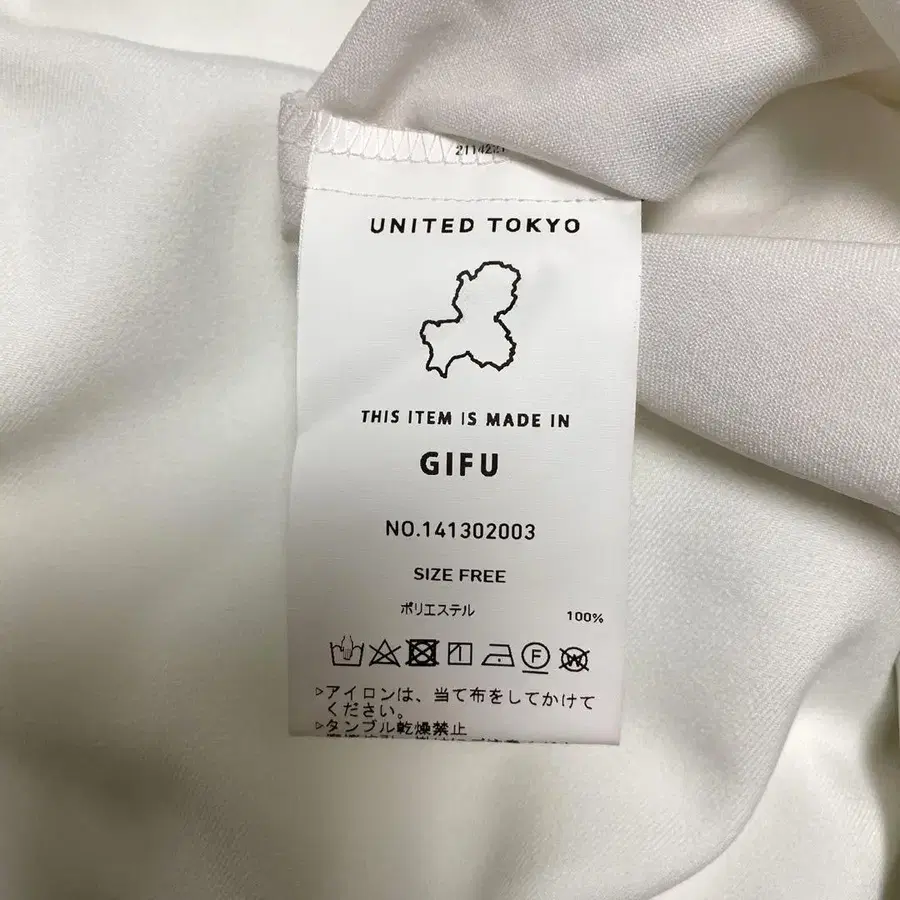 UNITED TOKYO
THIS ITEM IS MADE IN
GIFU
NO.141302003
SIZE FREE
ポリエステル 100%
F
W
▷アイロンは、当て布をしてかけて
ください。
▷タンブル乾燥禁止